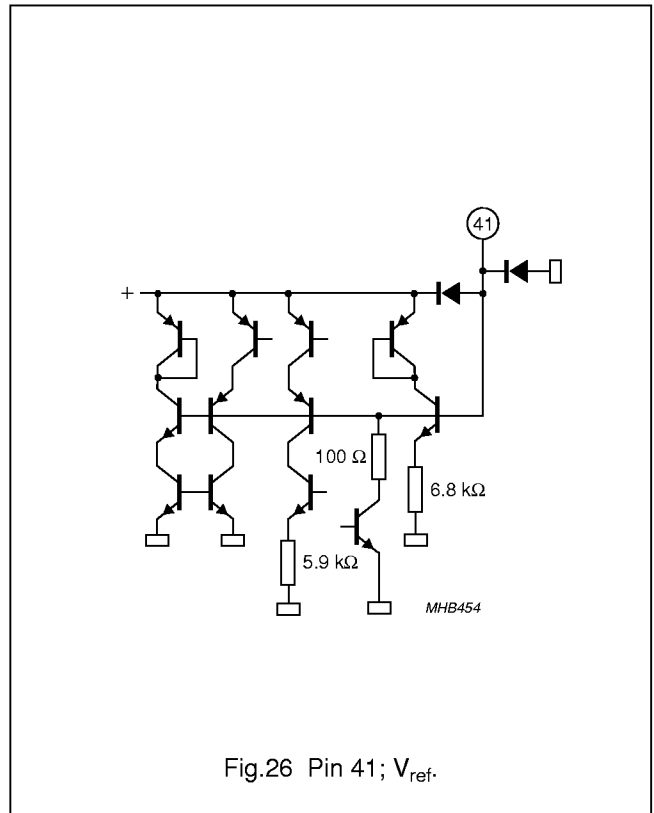 41
+
100 Ω
6.8 kΩ
5.9 kΩ
MHB454
Fig.26 Pin 41; Vref.